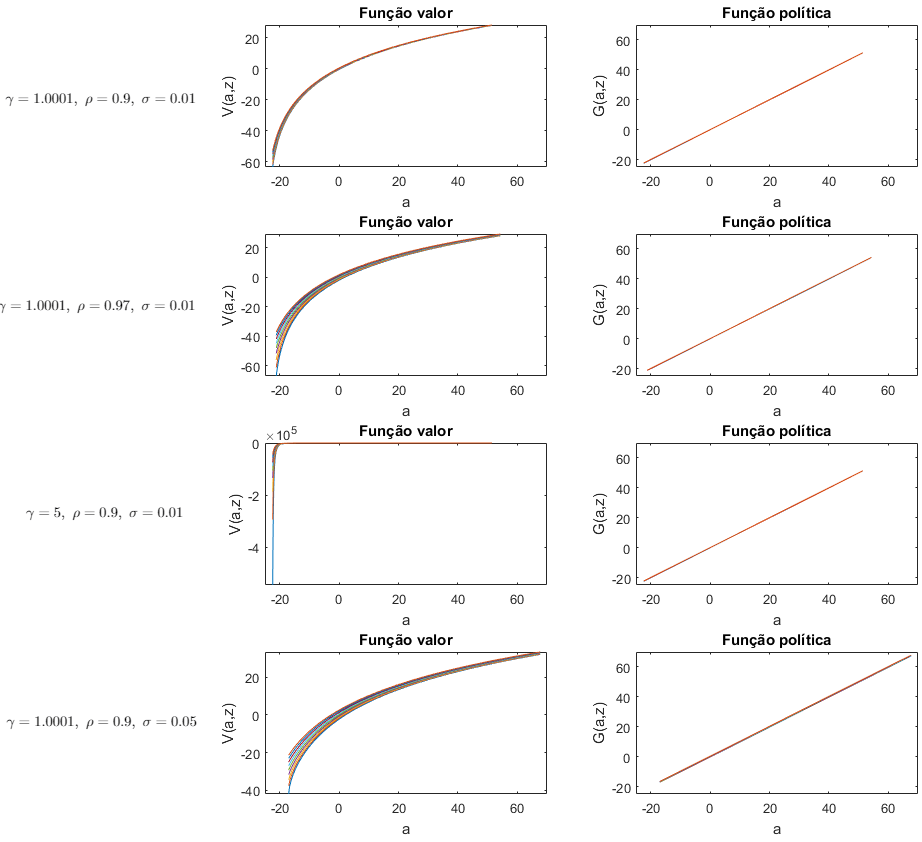 Função valor
Função política
γ = 1.0001, ρ = 0.9, σ = 0.01
V(a,z)
20
0
-20
-40
-60
-20 0 20 40 60
a
G(a,z)
60
40
20
0
-20
-20 0 20 40 60
a
Função valor
Função política
γ = 1.0001, ρ = 0.97, σ = 0.01
V(a,z)
20
0
-20
-40
-60
-20 0 20 40 60
a
G(a,z)
60
40
20
0
-20
-20 0 20 40 60
a
Função valor
Função política
γ = 5, ρ = 0.9, σ = 0.01
×10⁵
V(a,z)
0
-2
-4
-20 0 20 40 60
a
G(a,z)
60
40
20
0
-20
-20 0 20 40 60
a
Função valor
Função política
γ = 1.0001, ρ = 0.9, σ = 0.05
V(a,z)
20
0
-20
-40
-20 0 20 40 60
a
G(a,z)
60
40
20
0
-20
-20 0 20 40 60
a